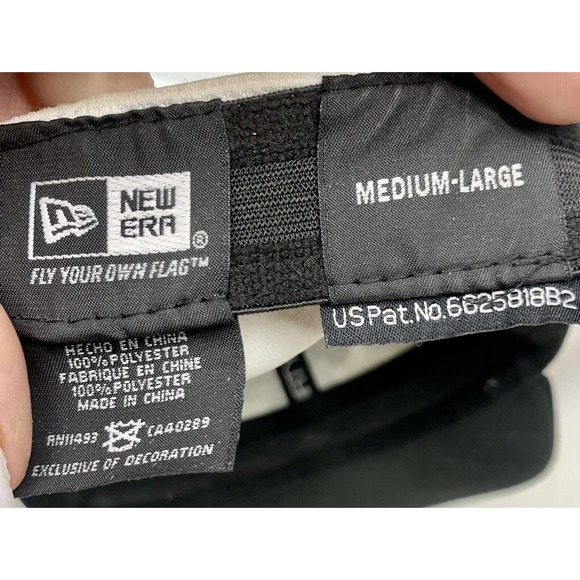 NEW
ERA®
FLY YOUR OWN FLAG™
MEDIUM-LARGE
US Pat.No.6625818B2
HECHO EN CHINA
100% POLYESTER
FABRIQUE EN CHINE
100% POLYESTER
MADE IN CHINA
RN11493 CA40289
EXCLUSIVE OF DECORATION